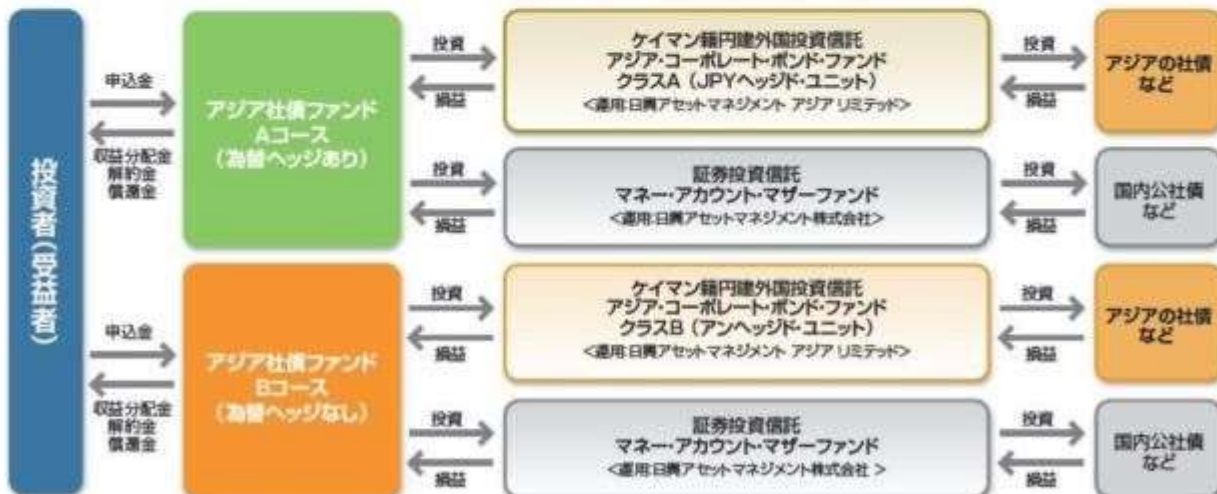 投資者(受益者)
申込金
収益分配金
解約金
償還金
アジア社債ファンド
Aコース
(為替ヘッジあり)
投資
損益
ケイマン籍円建外国投資信託
アジア・コーポレート・ボンド・ファンド
クラスA (JPYヘッジド・ユニット)
<運用:日興アセットマネジメント アジア リミテッド>
投資
損益
アジアの社債
など
投資
損益
証券投資信託
マネー・アカウント・マザーファンド
<運用:日興アセットマネジメント株式会社>
投資
損益
国内公社債
など
申込金
収益分配金
解約金
償還金
アジア社債ファンド
Bコース
(為替ヘッジなし)
投資
損益
ケイマン籍円建外国投資信託
アジア・コーポレート・ボンド・ファンド
クラスB (アンヘッジド・ユニット)
<運用:日興アセットマネジメント アジア リミテッド>
投資
損益
アジアの社債
など
投資
損益
証券投資信託
マネー・アカウント・マザーファンド
<運用:日興アセットマネジメント株式会社 >
投資
損益
国内公社債
など